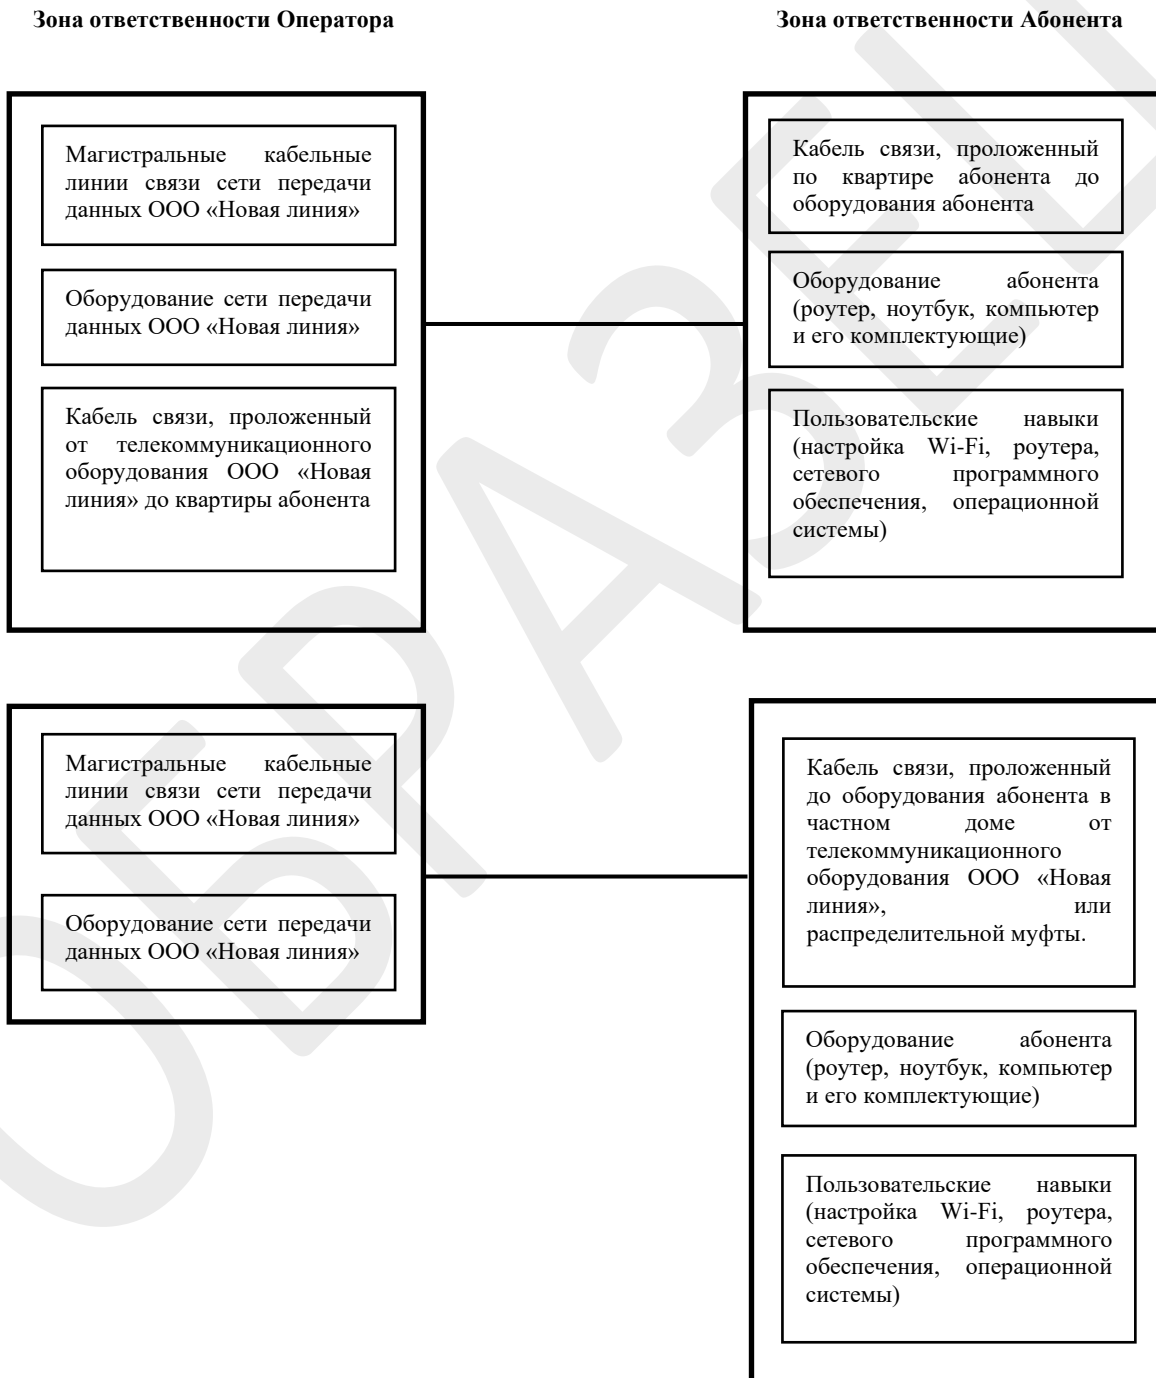 Зона ответственности Оператора
Зона ответственности Абонента
Магистральные кабельные
линии связи сети передачи
данных ООО «Новая линия»
Оборудование сети передачи
данных ООО «Новая линия»
Кабель связи, проложенный
от телекоммуникационного
оборудования ООО «Новая
линия» до квартиры абонента
Кабель связи, проложенный
по квартире абонента до
оборудования абонента
Оборудование абонента
(роутер, ноутбук, компьютер
и его комплектующие)
Пользовательские навыки
(настройка Wi-Fi, роутера,
сетевого программного
обеспечения, операционной
системы)
Магистральные кабельные
линии связи сети передачи
данных ООО «Новая линия»
Оборудование сети передачи
данных ООО «Новая линия»
Кабель связи, проложенный
до оборудования абонента в
частном доме от
телекоммуникационного
оборудования ООО «Новая
линия», или
распределительной муфты.
Оборудование абонента
(роутер, ноутбук, компьютер
и его комплектующие)
Пользовательские навыки
(настройка Wi-Fi, роутера,
сетевого программного
обеспечения, операционной
системы)
ОБРАЗЕЦ